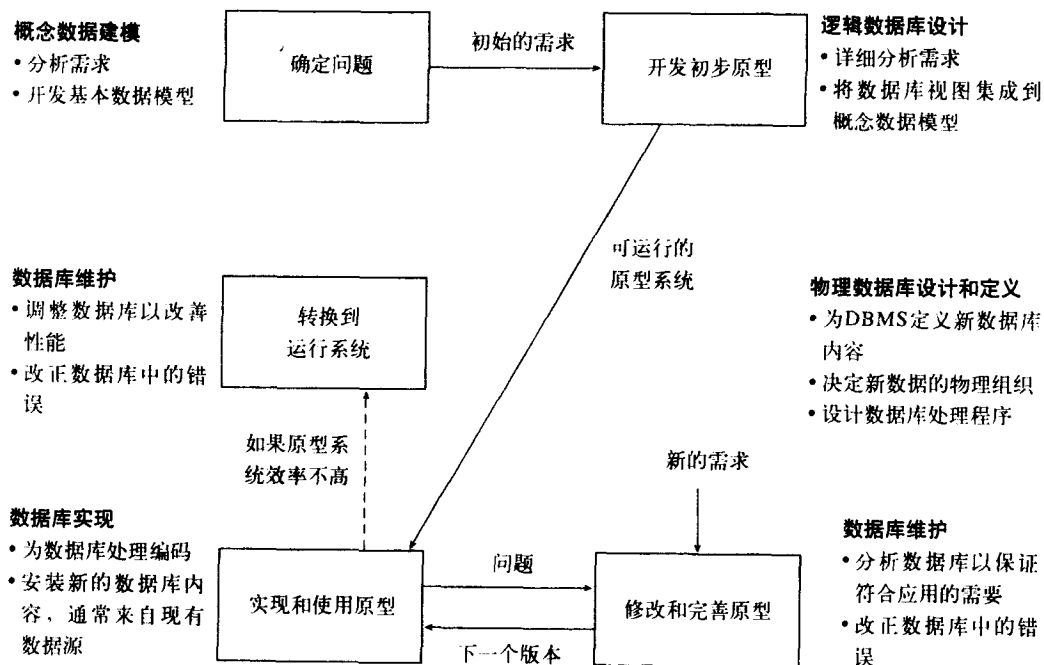 概念数据建模
• 分析需求
• 开发基本数据模型
确定问题
初始的需求
开发初步原型
逻辑数据库设计
• 详细分析需求
• 将数据库视图集成到
概念数据模型
可运行的
原型系统
数据库维护
• 调整数据库以改善
性能
• 改正数据库中的错
误
转换到
运行系统
物理数据库设计和定义
• 为DBMS定义新数据库
内容
• 决定新数据的物理组织
• 设计数据库处理程序
如果原型系
统效率不高
新的需求
数据库实现
• 为数据库处理编码
• 安装新的数据库内
容，通常来自现有
数据源
实现和使用原型
问题
下一个版本
修改和完善原型
数据库维护
• 分析数据库以保证
符合应用的需要
• 改正数据库中的错
误